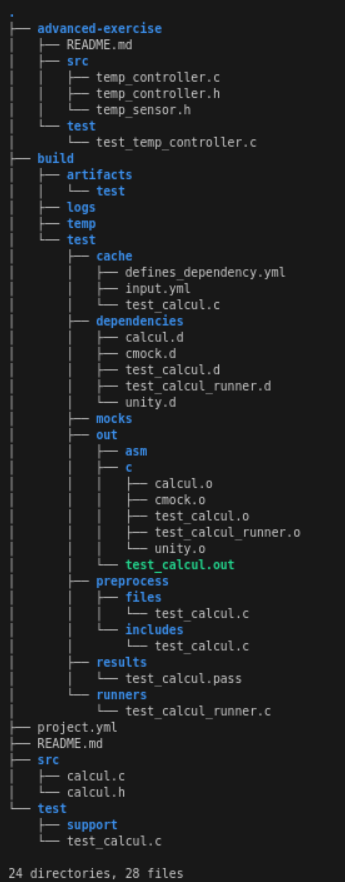 .
├── advanced-exercise
│   ├── README.md
│   ├── src
│   │   ├── temp_controller.c
│   │   ├── temp_controller.h
│   │   └── temp_sensor.h
│   └── test
│       └── test_temp_controller.c
├── build
│   ├── artifacts
│   │   └── test
│   ├── logs
│   ├── temp
│   └── test
│       ├── cache
│       │   ├── defines_dependency.yml
│       │   ├── input.yml
│       │   └── test_calcul.c
│       ├── dependencies
│       │   ├── calcul.d
│       │   ├── cmock.d
│       │   ├── test_calcul.d
│       │   ├── test_calcul_runner.d
│       │   └── unity.d
│       ├── mocks
│       ├── out
│       │   ├── asm
│       │   ├── c
│       │   │   ├── calcul.o
│       │   │   ├── cmock.o
│       │   │   ├── test_calcul.o
│       │   │   ├── test_calcul_runner.o
│       │   │   └── unity.o
│       │   └── test_calcul.out
│       ├── preprocess
│       │   ├── files
│       │   │   └── test_calcul.c
│       │   └── includes
│       │       └── test_calcul.c
│       ├── results
│       │   └── test_calcul.pass
│       └── runners
│           └── test_calcul_runner.c
├── project.yml
├── README.md
├── src
│   ├── calcul.c
│   └── calcul.h
└── test
    ├── support
    └── test_calcul.c

24 directories, 28 files